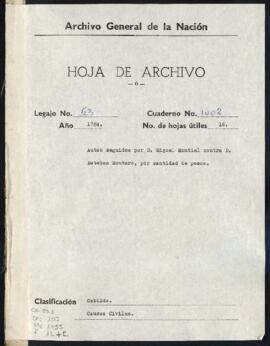 Archivo General de la Nación
HOJA DE ARCHIVO
Legajo No. 63 Cuaderno No. 1002
Año 1784. No. de hojas útiles 16.
Autos seguidos por D. Miguel Montiel contra D.
Esteban Montero, por cantidad de pesos.
Clasificación Cabildo.
Causas Civiles.